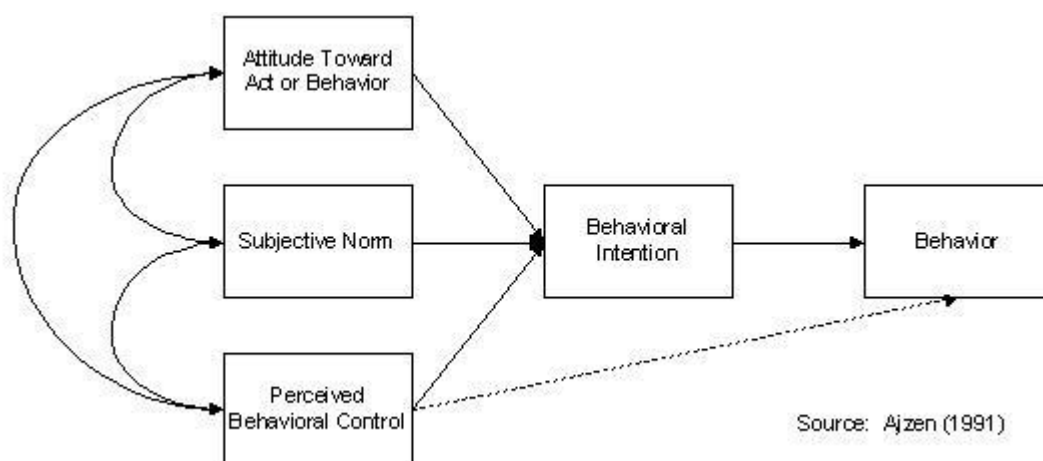 Attitude Toward
Act or Behavior
Subjective Norm
Behavioral
Intention
Behavior
Perceived
Behavioral Control
Source: Ajzen (1991)